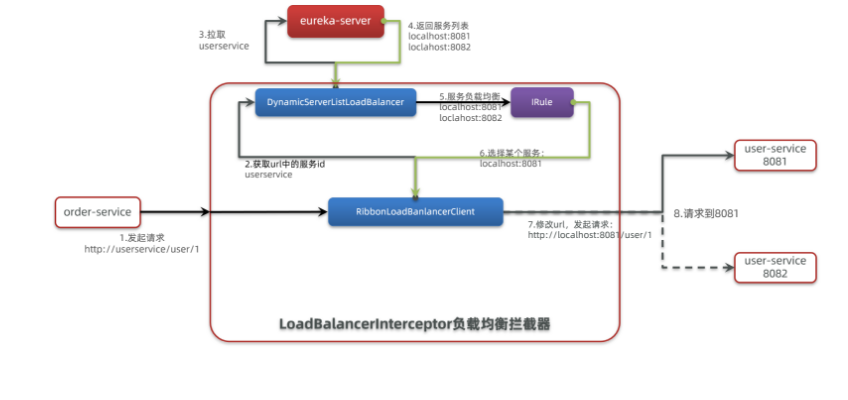 eureka-server
3.拉取
userservice
4.返回服务列表
localhost:8081
loclahost:8082
DynamicServerListLoadBalancer
5.服务负载均衡
localhost:8081
loclahost:8082
IRule
2.获取url中的服务id
userservice
6.选择某个服务:
localhost:8081
user-service
8081
order-service
RibbonLoadBanlancerClient
1.发起请求
http://userservice/user/1
7.修改url，发起请求:
http://localhost:8081/user/1
8.请求到8081
user-service
8082
LoadBalancerInterceptor负载均衡拦截器